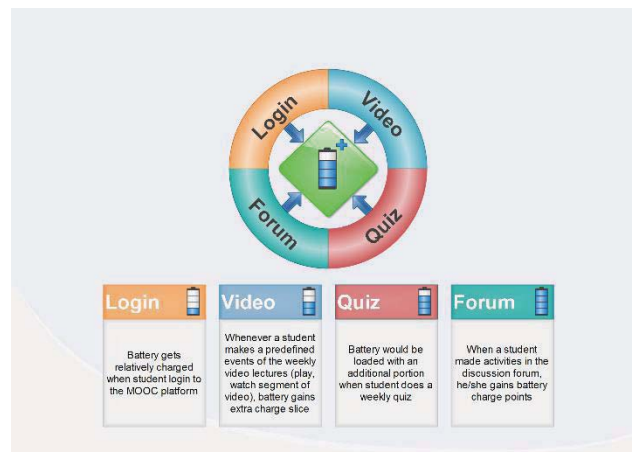 Login
Video
Forum
Quiz
Login
Battery gets
relatively charged
when student login to
the MOOC platform
Video
Whenever a student
makes a predefined
events of the weekly
video lectures (play,
watch segment of
video), battery gains
extra charge slice
Quiz
Battery would be
loaded with an
additional portion
when student does a
weekly quiz
Forum
When a student
made activities in the
discussion forum,
he/she gains battery
charge points